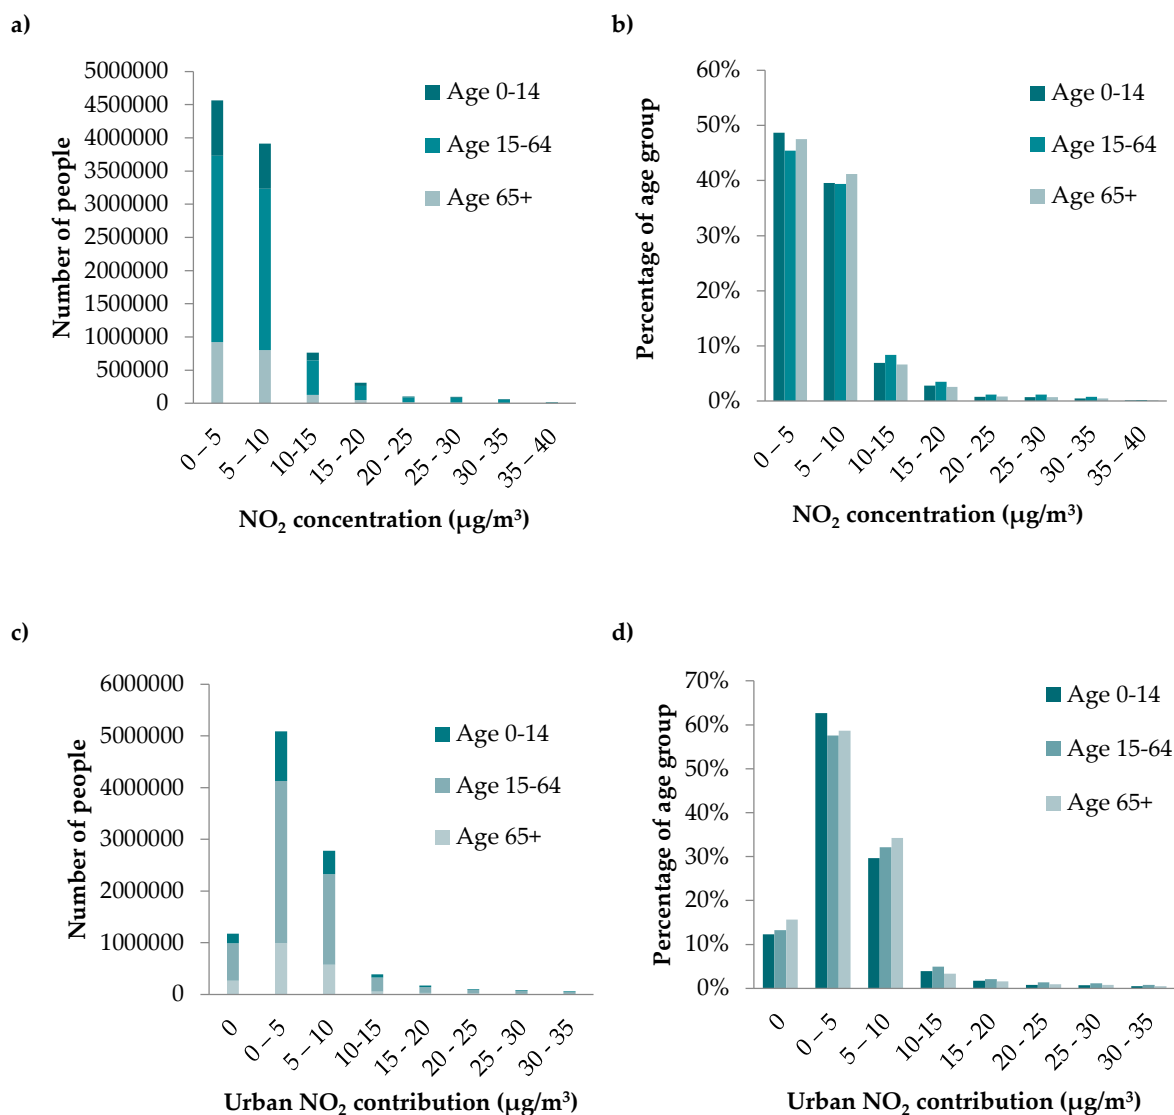 a)
5000000
4500000
4000000
3500000
3000000
2500000
2000000
1500000
1000000
500000
0
Number of people
Age 0-14
Age 15-64
Age 65+
0 – 5
5 – 10
10-15
15 - 20
20 - 25
25 - 30
30 - 35
35 – 40
NO₂ concentration (µg/m³)
b)
60%
50%
40%
30%
20%
10%
0%
Percentage of age group
Age 0-14
Age 15-64
Age 65+
0 – 5
5 – 10
10-15
15 - 20
20 - 25
25 - 30
30 - 35
35 – 40
NO₂ concentration (µg/m³)
c)
6000000
5000000
4000000
3000000
2000000
1000000
0
Number of people
Age 0-14
Age 15-64
Age 65+
0
0 – 5
5 – 10
10-15
15 - 20
20 - 25
25 - 30
30 - 35
Urban NO₂ contribution (µg/m³)
d)
70%
60%
50%
40%
30%
20%
10%
0%
Percentage of age group
Age 0-14
Age 15-64
Age 65+
0
0 – 5
5 – 10
10-15
15 - 20
20 - 25
25 - 30
30 - 35
Urban NO₂ contribution (µg/m³)